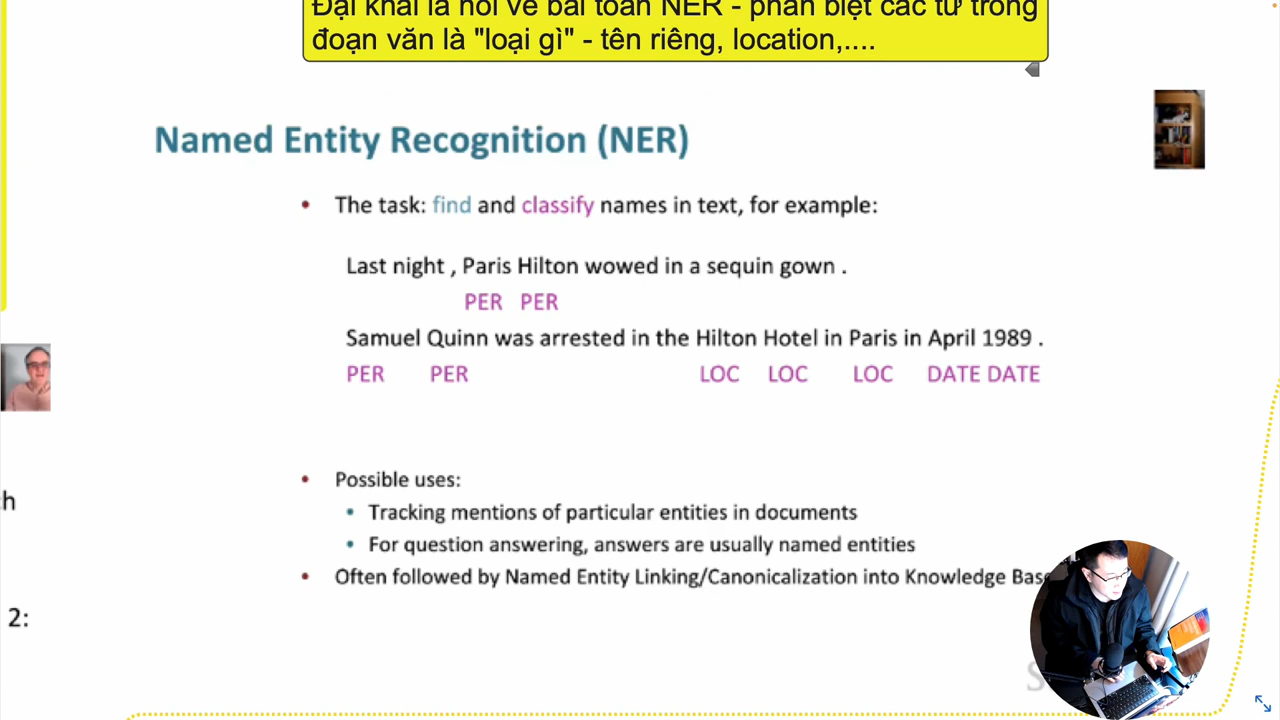 Đại khái là nói về bài toán NER - phân biệt các từ trong
đoạn văn là "loại gì" - tên riêng, location,....
Named Entity Recognition (NER)
• The task: find and classify names in text, for example:
Last night , Paris Hilton wowed in a sequin gown .
PER PER
Samuel Quinn was arrested in the Hilton Hotel in Paris in April 1989 .
PER PER LOC LOC LOC DATE DATE
• Possible uses:
• Tracking mentions of particular entities in documents
• For question answering, answers are usually named entities
• Often followed by Named Entity Linking/Canonicalization into Knowledge
2: